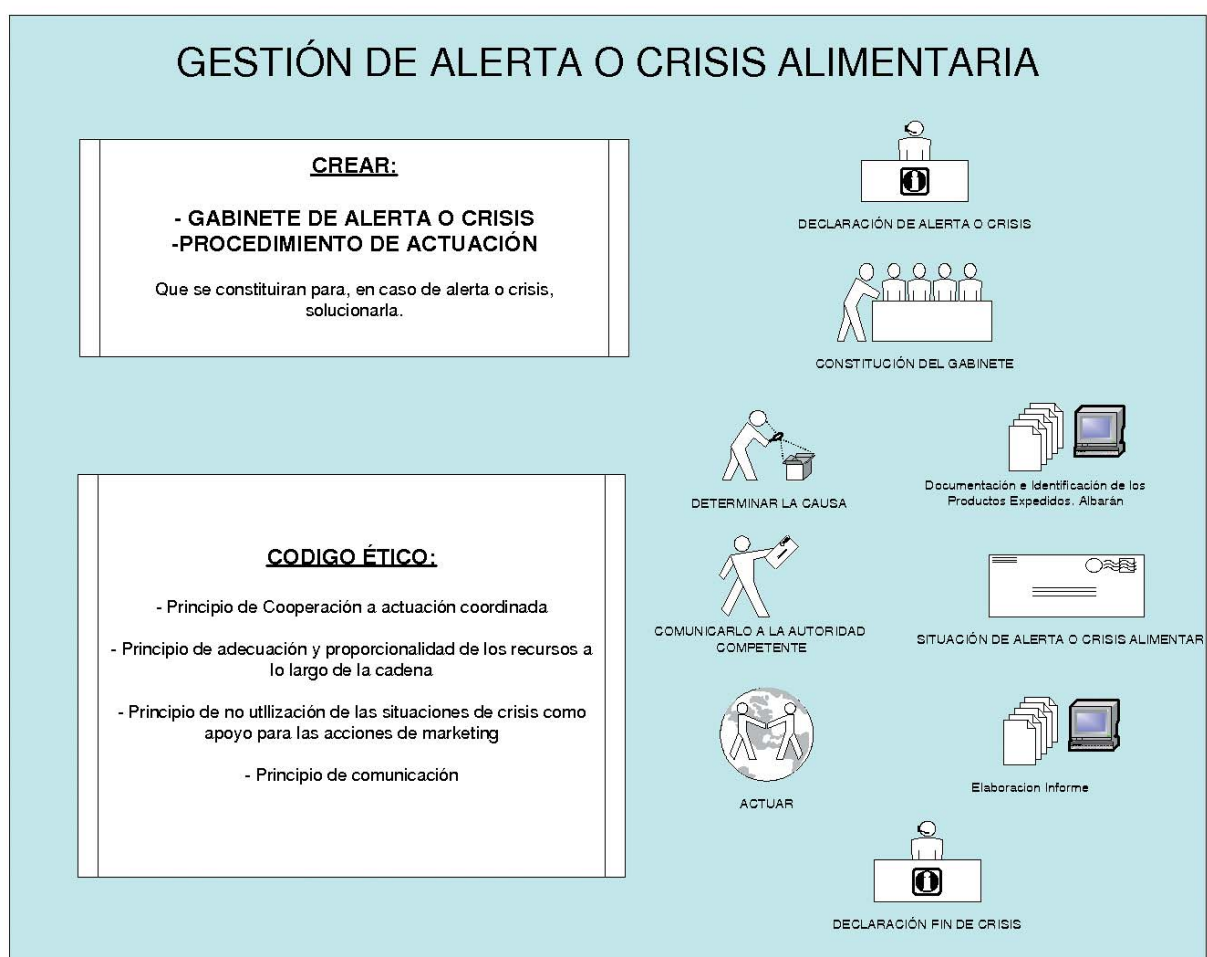 GESTIÓN DE ALERTA O CRISIS ALIMENTARIA
CREAR:
- GABINETE DE ALERTA O CRISIS
-PROCEDIMIENTO DE ACTUACIÓN
Que se constituiran para, en caso de alerta o crisis,
solucionarla.
CODIGO ÉTICO:
- Principio de Cooperación a actuación coordinada
- Principio de adecuación y proporcionalidad de los recursos a
lo largo de la cadena
- Principio de no utllización de las situaciones de crisis como
apoyo para las acciones de marketing
- Principio de comunicación
DECLARACIÓN DE ALERTA O CRISIS
CONSTITUCIÓN DEL GABINETE
DETERMINAR LA CAUSA
Documentación e Identificación de los
Productos Expedidos. Albarán
COMUNICARLO A LA AUTORIDAD
COMPETENTE
SITUACIÓN DE ALERTA O CRISIS ALIMENTAR
ACTUAR
Elaboracion Informe
DECLARACIÓN FIN DE CRISIS